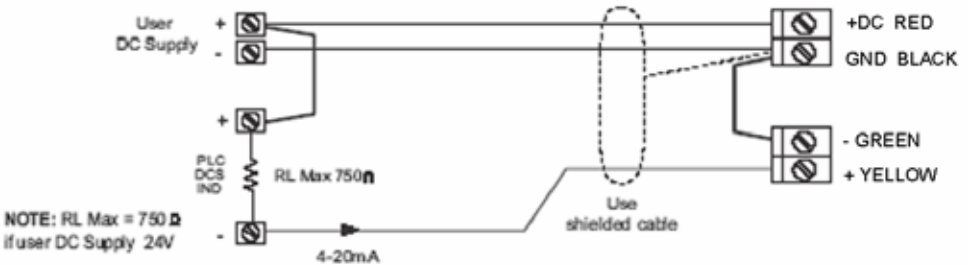 User
DC Supply
+
-
+
PLC
DCS
IND
RL Max 750Ω
NOTE: RL Max = 750 Ω
if user DC Supply 24V
-
4-20mA
Use
shielded cable
+DC RED
GND BLACK
- GREEN
+ YELLOW